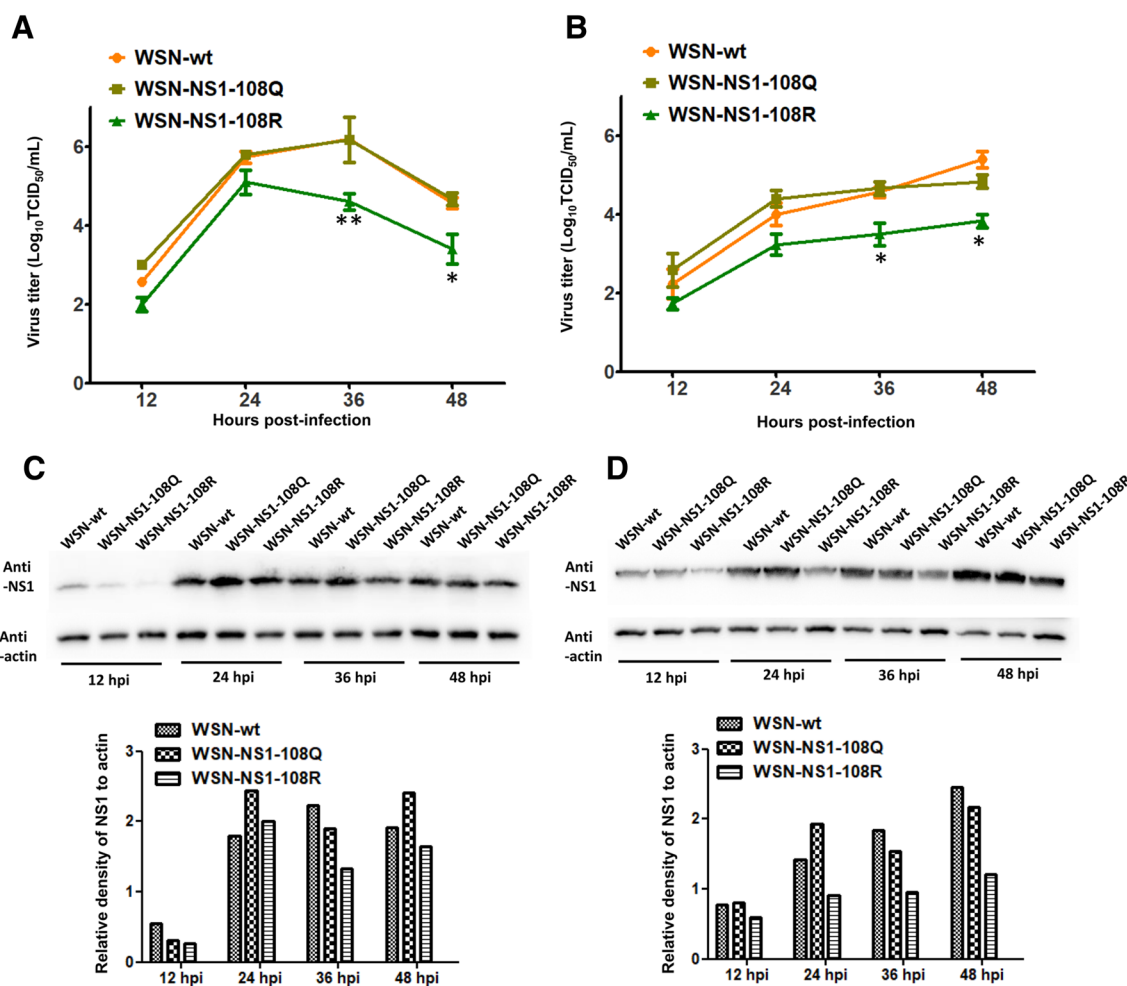 A
WSN-wt
WSN-NS1-108Q
WSN-NS1-108R
Virus titer (Log10TCID50/mL)
6
4
2
0
**
*
12 24 36 48
Hours post-infection
B
WSN-wt
WSN-NS1-108Q
WSN-NS1-108R
Virus titer (Log10TCID50/mL)
6
4
2
0
*
*
12 24 36 48
Hours post-infection
C
WSN-wt WSN-NS1-108Q WSN-NS1-108R WSN-wt WSN-NS1-108Q WSN-NS1-108R WSN-wt WSN-NS1-108Q WSN-NS1-108R WSN-wt WSN-NS1-108Q WSN-NS1-108R
Anti
-NS1
Anti
-actin
12 hpi 24 hpi 36 hpi 48 hpi
WSN-wt
WSN-NS1-108Q
WSN-NS1-108R
Relative density of NS1 to actin
3
2
1
0
12 hpi 24 hpi 36 hpi 48 hpi
D
WSN-wt WSN-NS1-108Q WSN-NS1-108R WSN-wt WSN-NS1-108Q WSN-NS1-108R WSN-wt WSN-NS1-108Q WSN-NS1-108R WSN-wt WSN-NS1-108Q WSN-NS1-108R
Anti
-NS1
Anti
-actin
12 hpi 24 hpi 36 hpi 48 hpi
WSN-wt
WSN-NS1-108Q
WSN-NS1-108R
Relative density of NS1 to actin
3
2
1
0
12 hpi 24 hpi 36 hpi 48 hpi